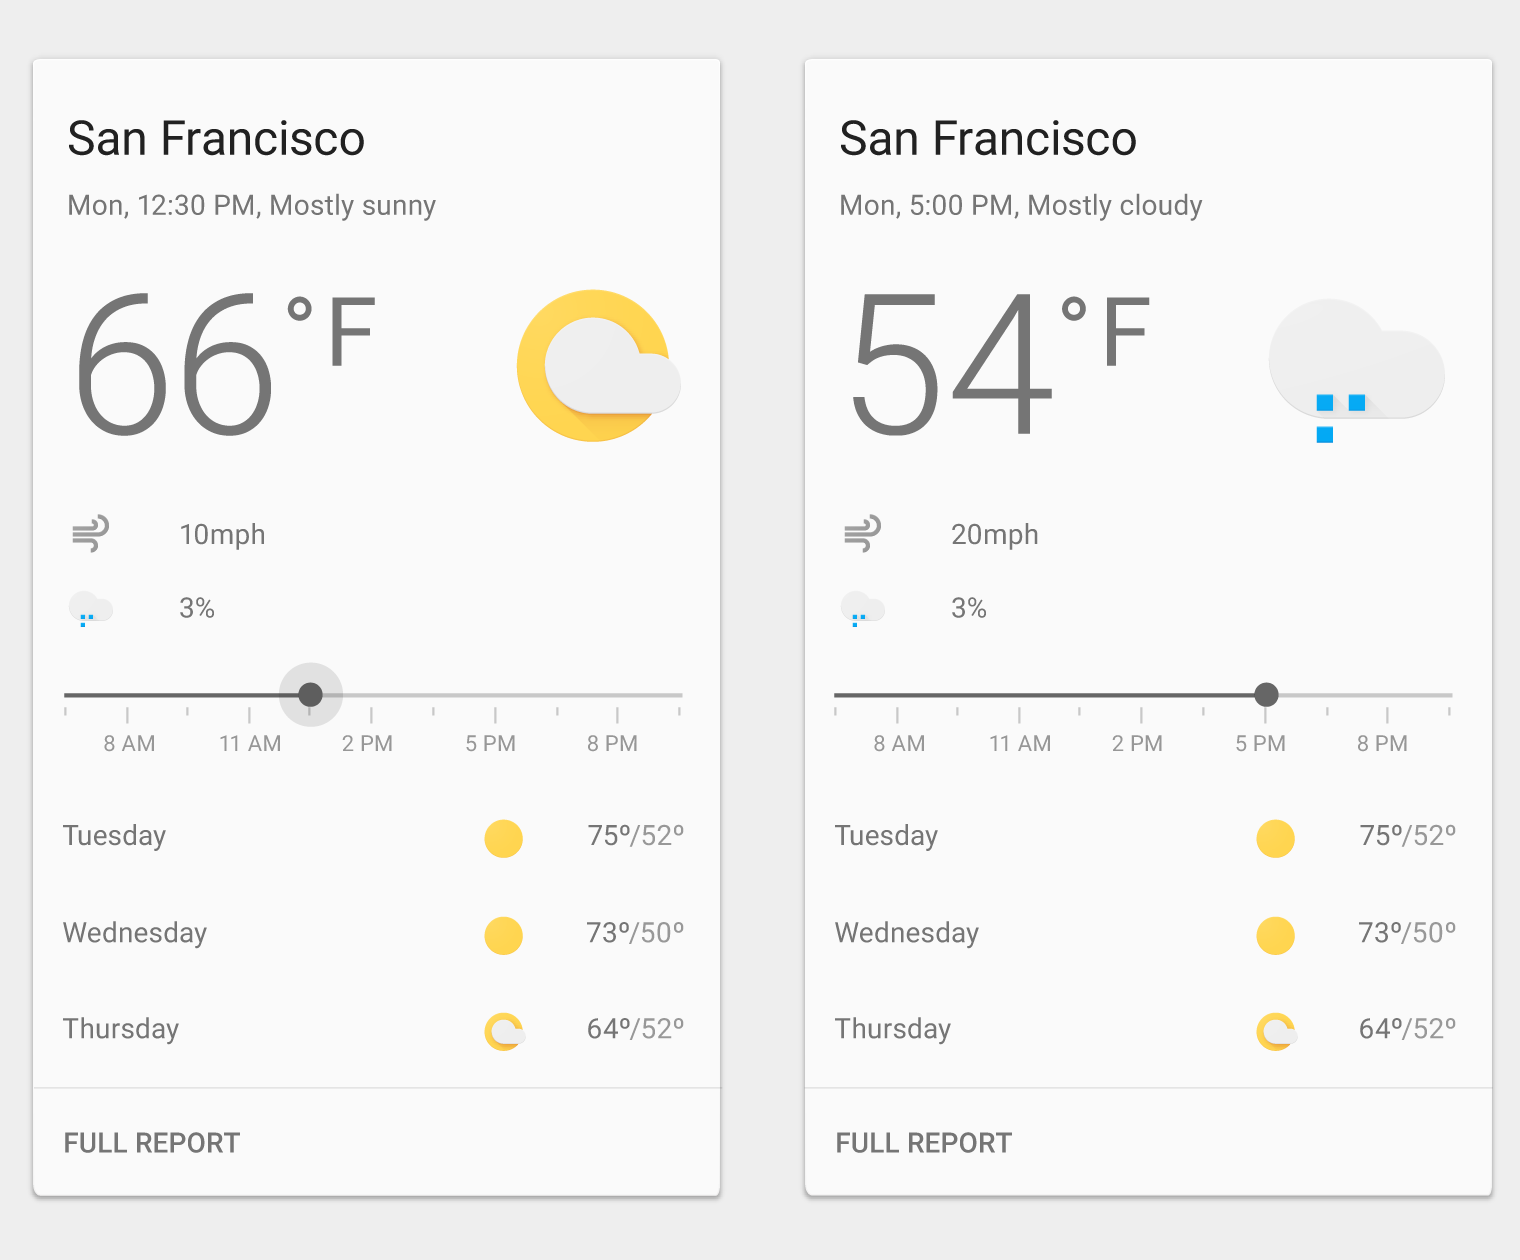 San Francisco
Mon, 12:30 PM, Mostly sunny
66°F
10mph
3%
8 AM 11 AM 2 PM 5 PM 8 PM
Tuesday 75º/52º
Wednesday 73º/50º
Thursday 64º/52º
FULL REPORT
San Francisco
Mon, 5:00 PM, Mostly cloudy
54°F
20mph
3%
8 AM 11 AM 2 PM 5 PM 8 PM
Tuesday 75º/52º
Wednesday 73º/50º
Thursday 64º/52º
FULL REPORT